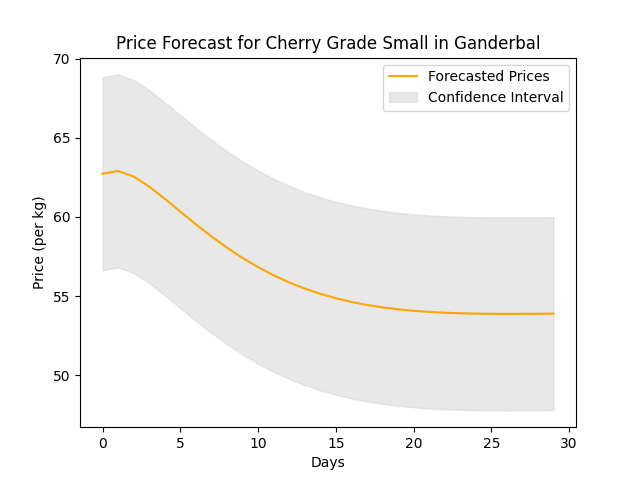 Price Forecast for Cherry Grade Small in Ganderbal
Forecasted Prices
Confidence Interval
Price (per kg)
70
65
60
55
50
0 5 10 15 20 25 30
Days